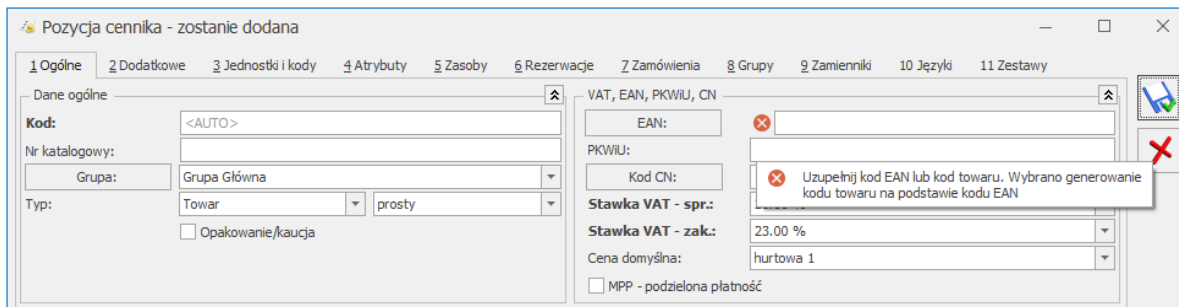 Pozycja cennika - zostanie dodana
1 Ogólne 2 Dodatkowe 3 Jednostki i kody 4 Atrybuty 5 Zasoby 6 Rezerwacje 7 Zamówienia 8 Grupy 9 Zamienniki 10 Języki 11 Zestawy
Dane ogólne
Kod: <AUTO>
Nr katalogowy:
Grupa: Grupa Główna
Typ: Towar prosty
Opakowanie/kaucja
VAT, EAN, PKWiU, CN
EAN:
PKWiU:
Kod CN:
Uzupełnij kod EAN lub kod towaru. Wybrano generowanie
kodu towaru na podstawie kodu EAN
Stawka VAT - spr.:
Stawka VAT - zak.: 23.00 %
Cena domyślna: hurtowa 1
MPP - podzielona płatność